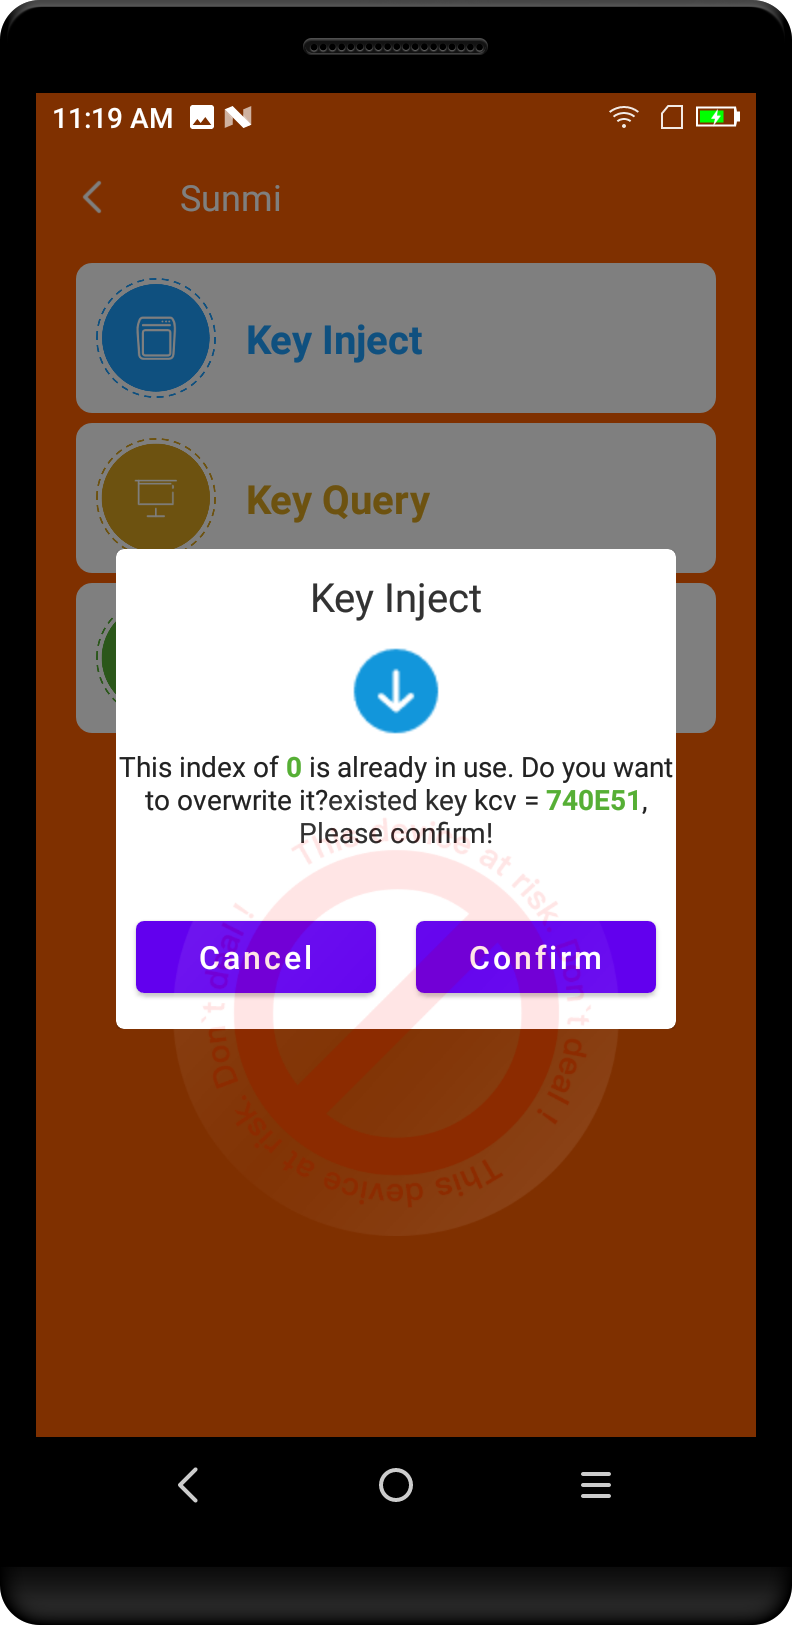 11:19 AM
Sunmi
Key Inject
Key Query
Key Inject
This index of 0 is already in use. Do you want
to overwrite it?existed key kcv = 740E51,
Please confirm!
Cancel
Confirm
This device at risk. Don`t deal !
This device at risk. Don`t deal !